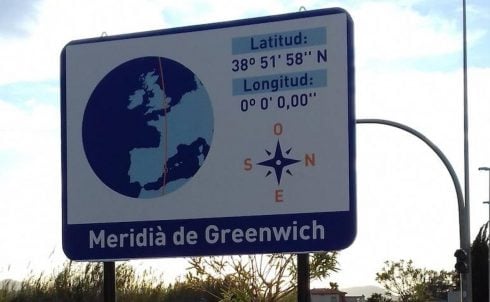 Latitud:
38º 51' 58'' N
Longitud:
0º 0' 0,00''
O
S N
E
Meridià de Greenwich